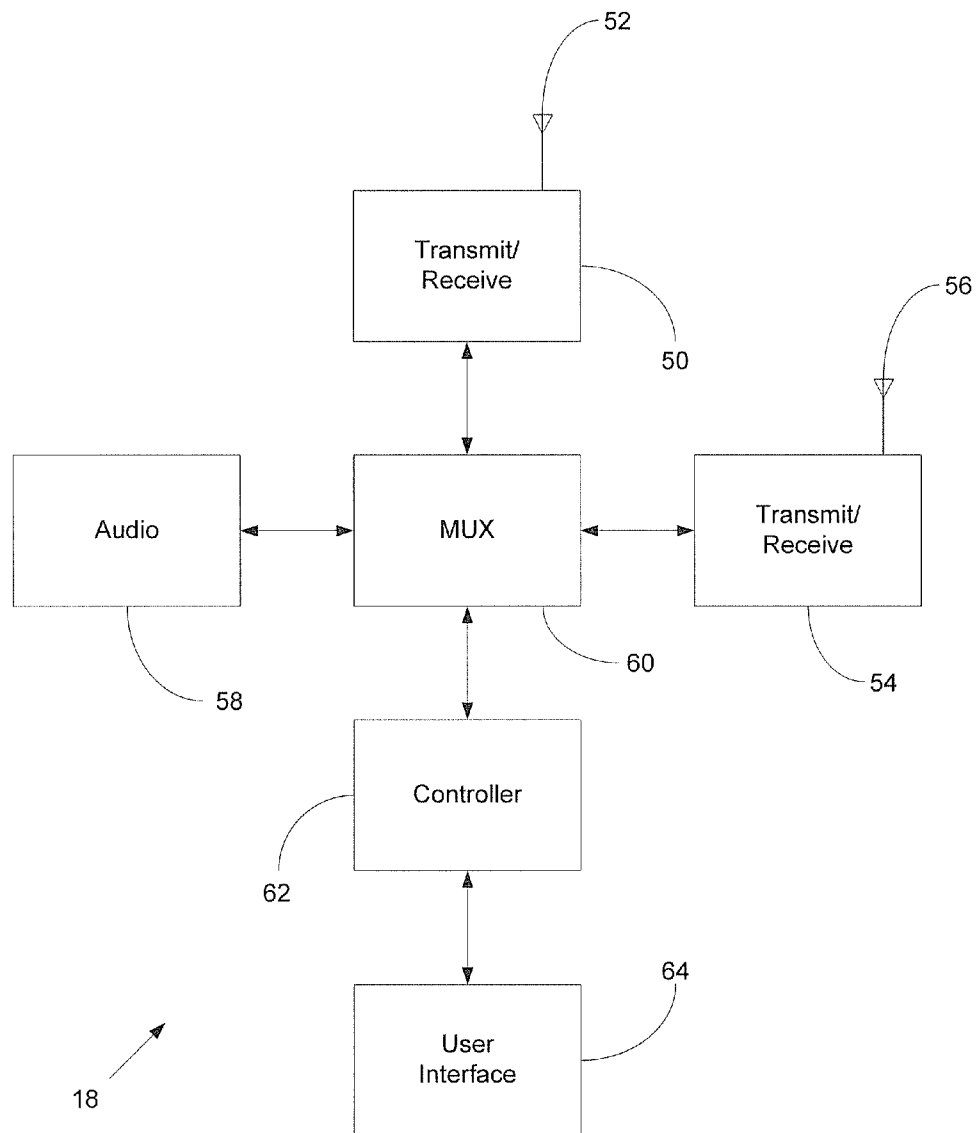 52
Transmit/
Receive
56
50
Audio
MUX
Transmit/
Receive
58
60
54
Controller
62
64
User
Interface
18